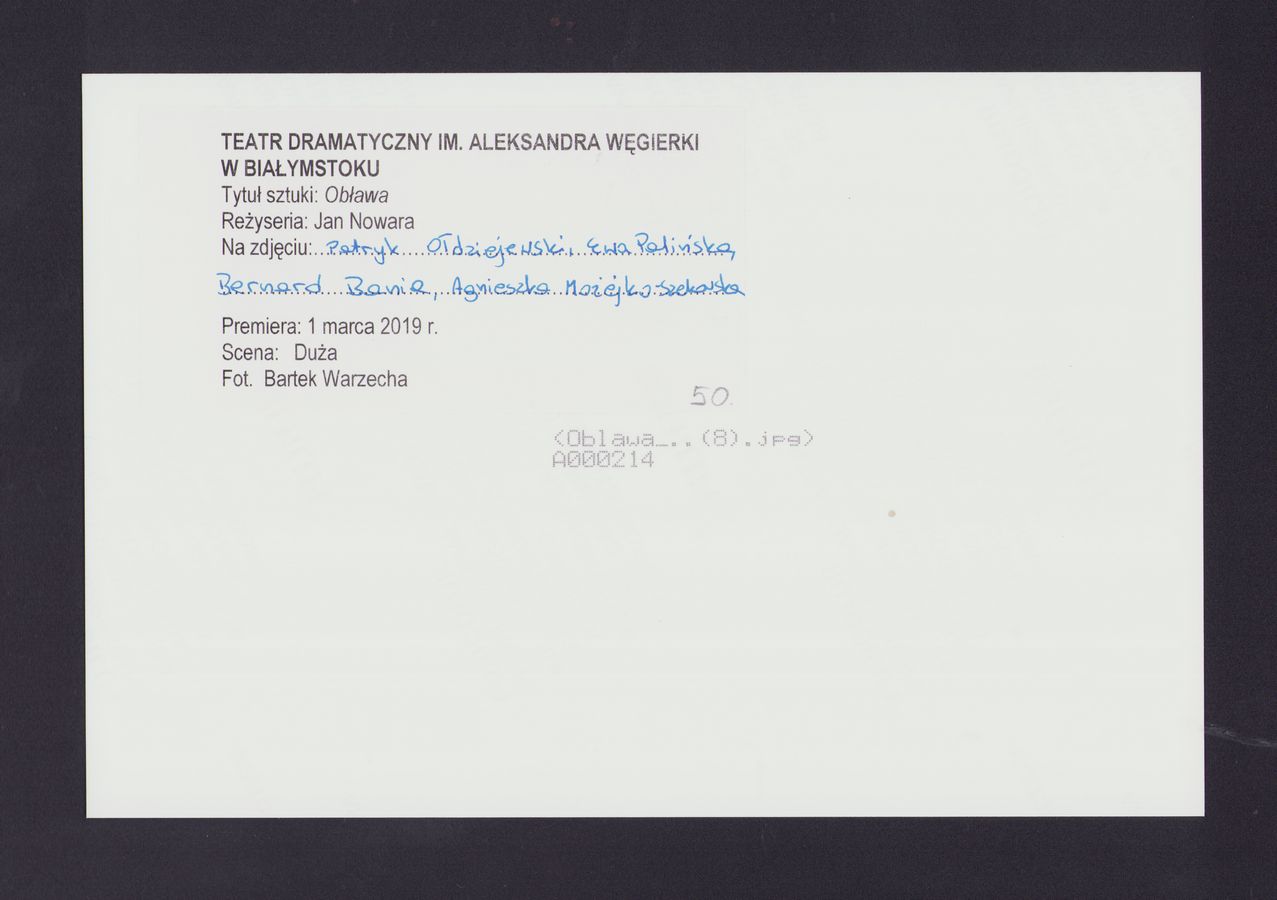 TEATR DRAMATYCZNY IM. ALEKSANDRA WĘGIERKI
W BIAŁYMSTOKU
Tytuł sztuki: Obława
Reżyseria: Jan Nowara
Na zdjęciu: Patryk Ołdziejewski, Ewa Palińska,
Bernard Bania, Agnieszka Możejko-Szekowska
Premiera: 1 marca 2019 r.
Scena: Duża
Fot. Bartek Warzecha
50.
<Oblawa_..(8).jpg>
A000214